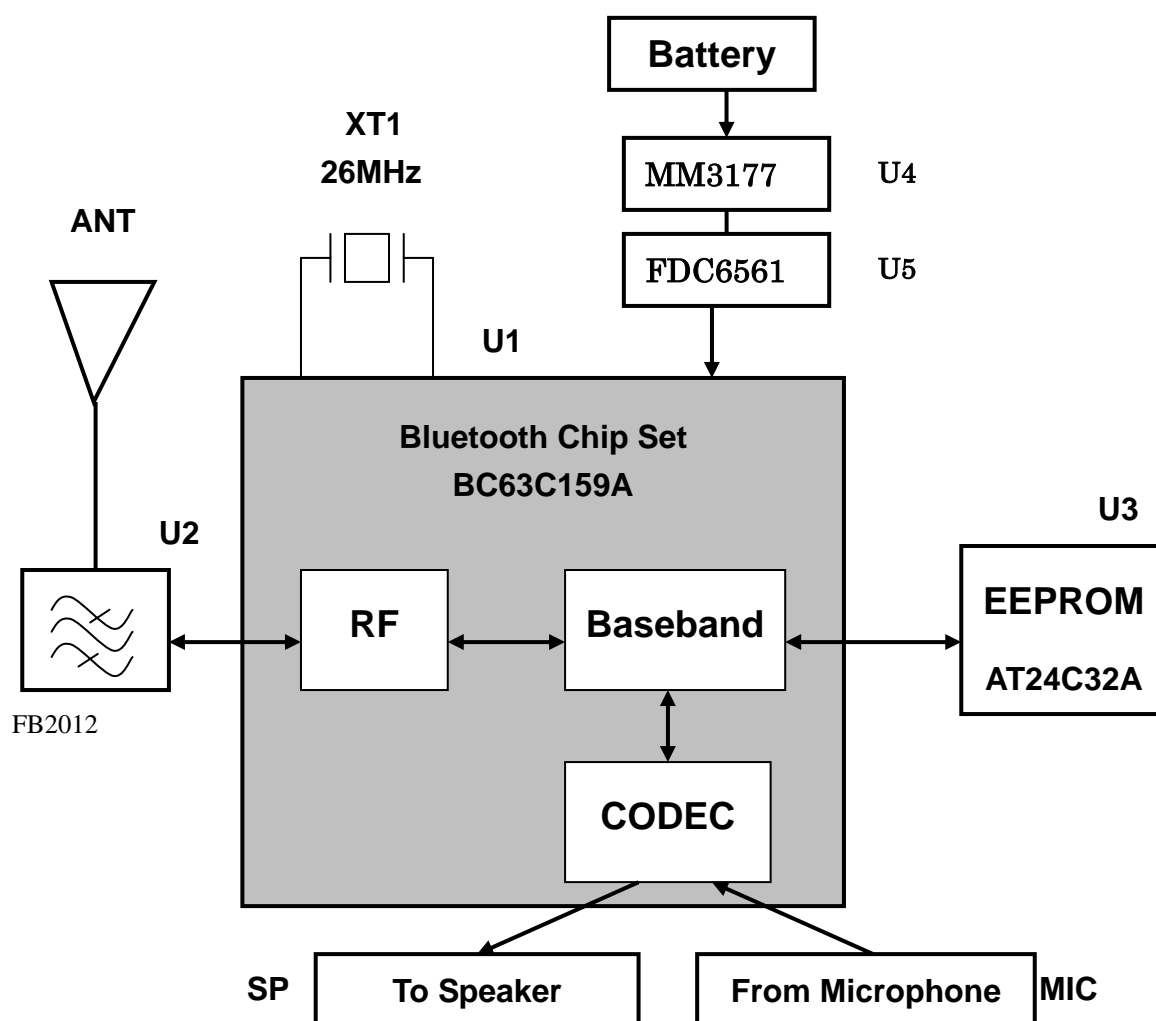 Battery
XT1
26MHz
MM3177
U4
ANT
FDC6561
U5
U1
Bluetooth Chip Set
BC63C159A
U2
U3
RF
Baseband
EEPROM
AT24C32A
FB2012
CODEC
SP
To Speaker
From Microphone
MIC